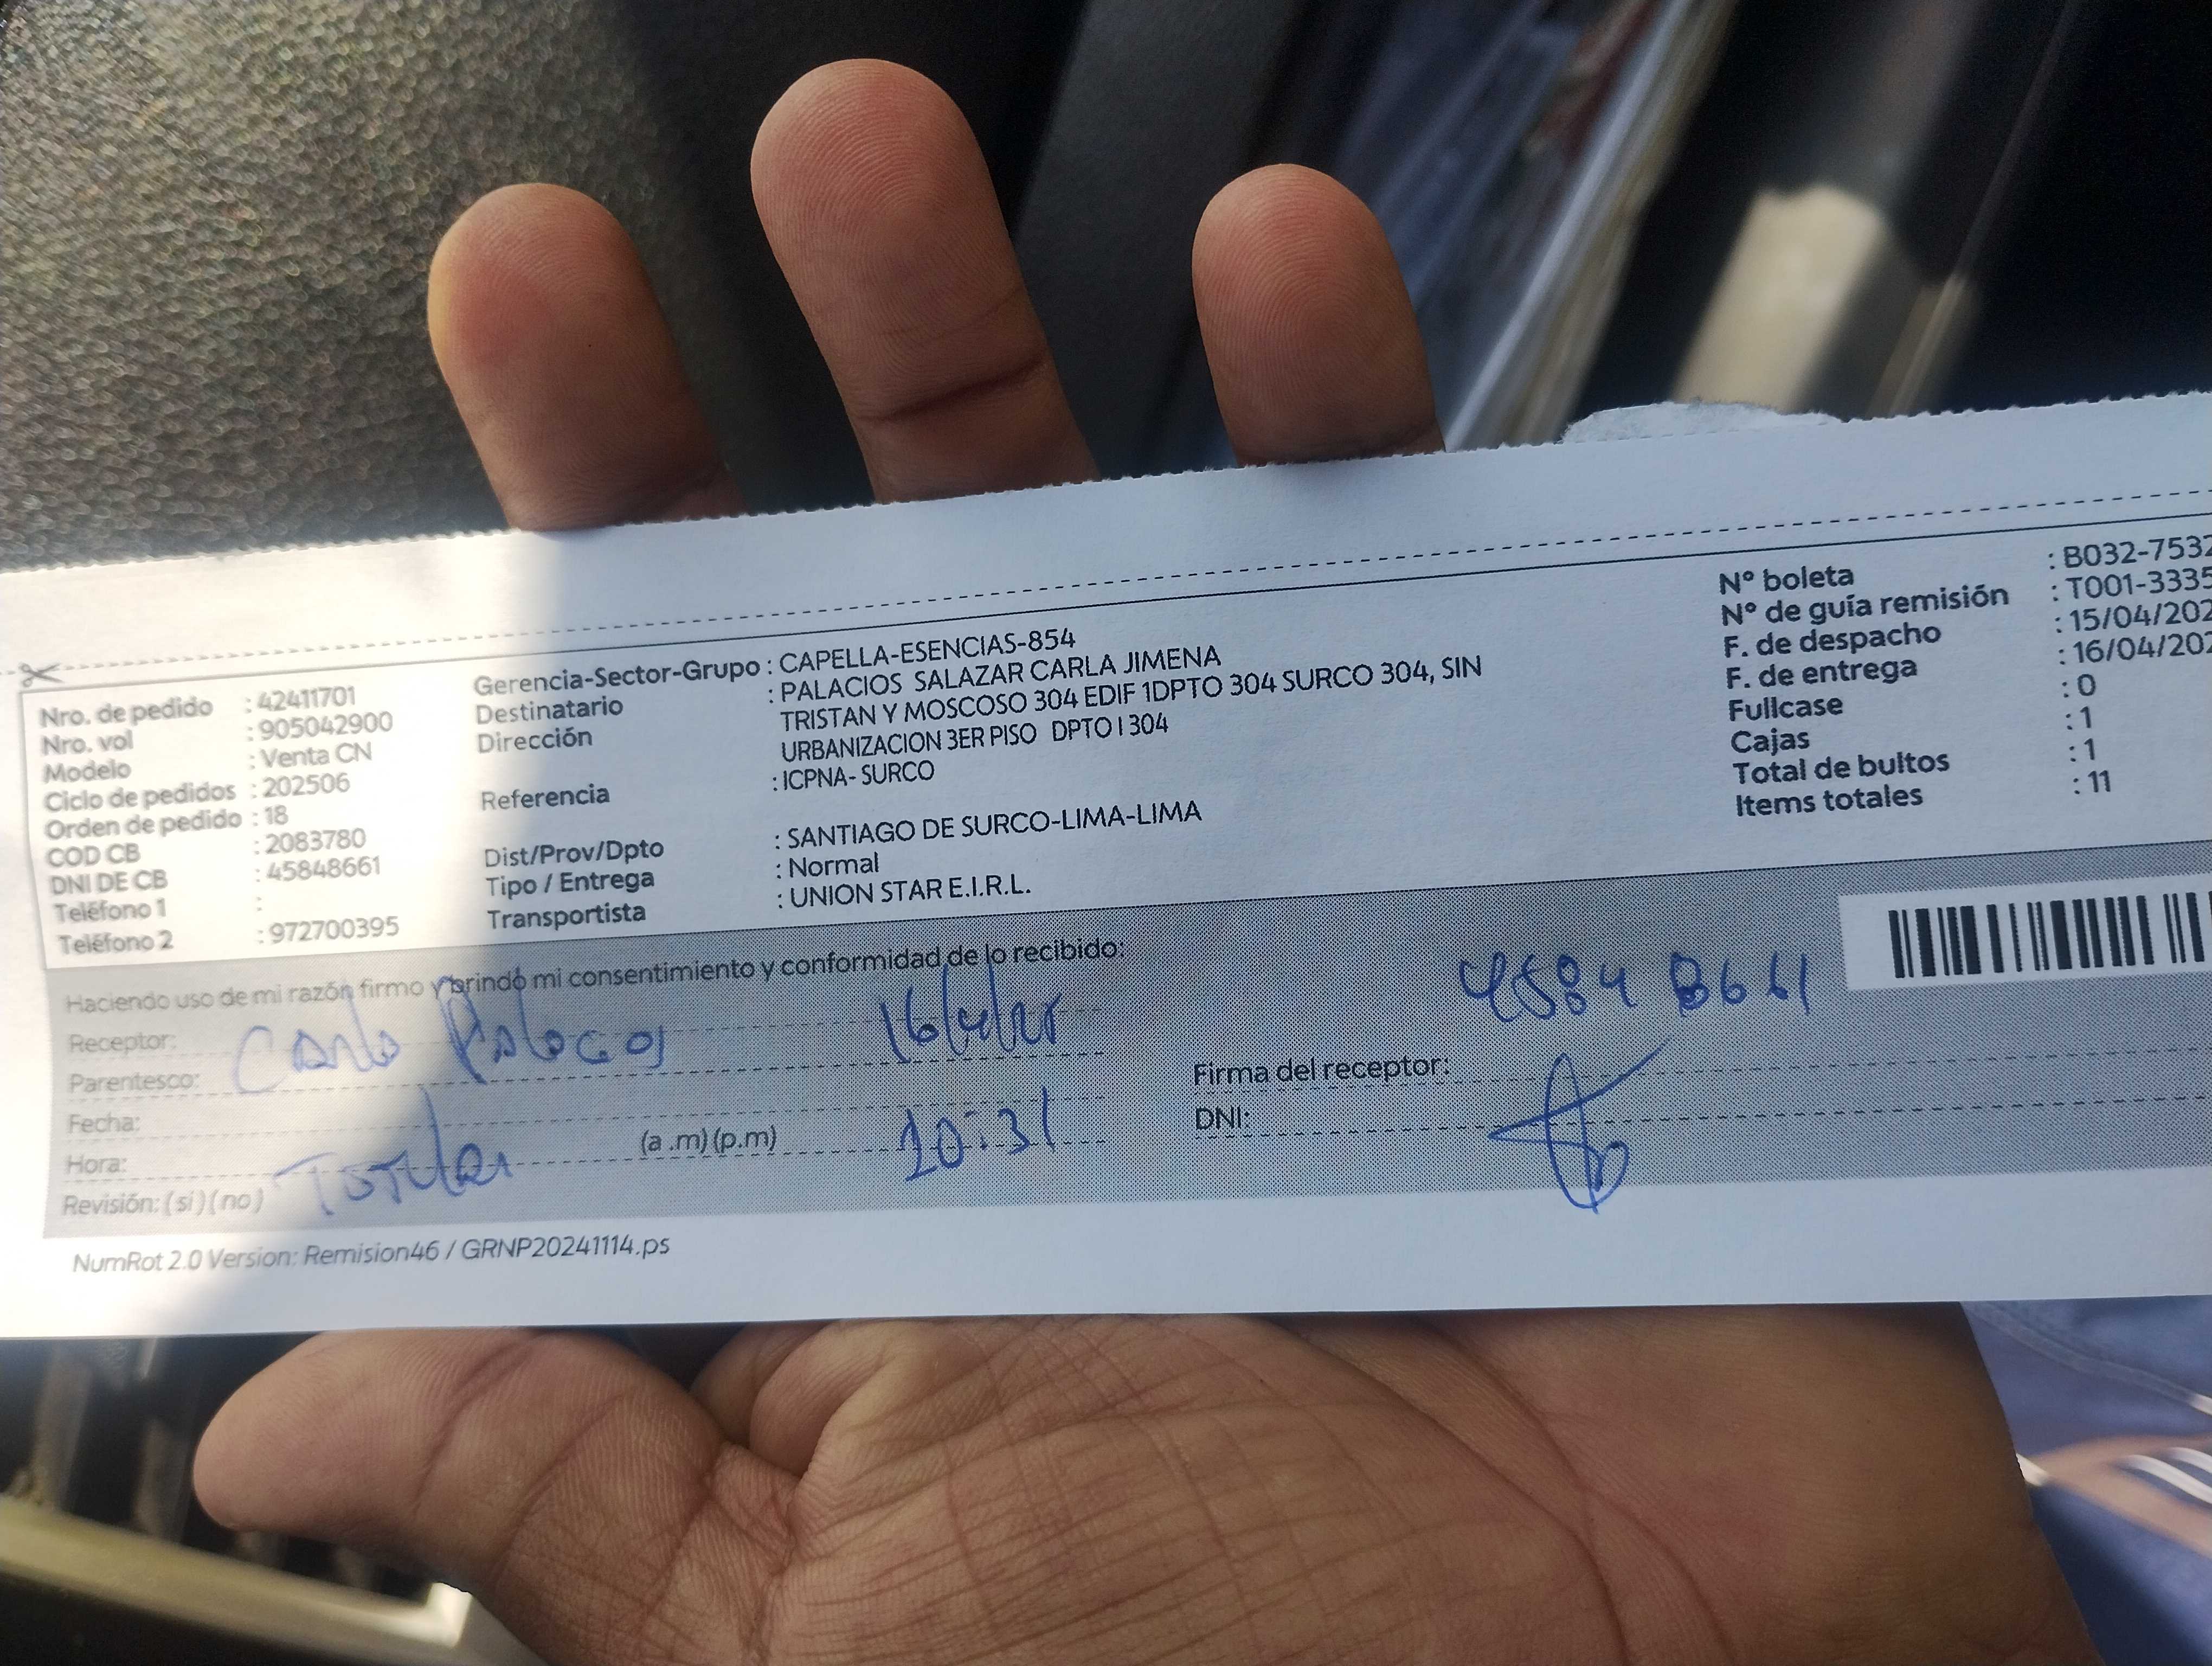 Nro. de pedido : 42411701
Nro. vol : 905042900
Modelo : Venta CN
Ciclo de pedidos : 202506
Orden de pedido : 18
COD CB : 2083780
DNI DE CB : 45848661
Teléfono 1 :
Teléfono 2 : 972700395
Gerencia-Sector-Grupo : CAPELLA-ESENCIAS-854
Destinatario : PALACIOS SALAZAR CARLA JIMENA
Dirección TRISTAN Y MOSCOSO 304 EDIF 1DPTO 304 SURCO 304, SIN
URBANIZACION 3ER PISO DPTO I 304
Referencia : ICPNA- SURCO
Dist/Prov/Dpto : SANTIAGO DE SURCO-LIMA-LIMA
Tipo / Entrega : Normal
Transportista : UNION STAR E.I.R.L.
N° boleta : B032-7532
N° de guía remisión : T001-3335
F. de despacho : 15/04/202
F. de entrega : 16/04/202
Fullcase : 0
Cajas : 1
Total de bultos : 1
Items totales : 11
Haciendo uso de mi razón firmo y brindo mi consentimiento y conformidad de lo recibido:
Receptor: Carla Palacios
Parentesco:
Fecha:
Hora: (a .m) (p.m) 10:31
Revisión: ( si ) ( no ) Titular
45848661
Firma del receptor:
DNI:
NumRot 2.0 Version: Remision46 / GRNP20241114.ps